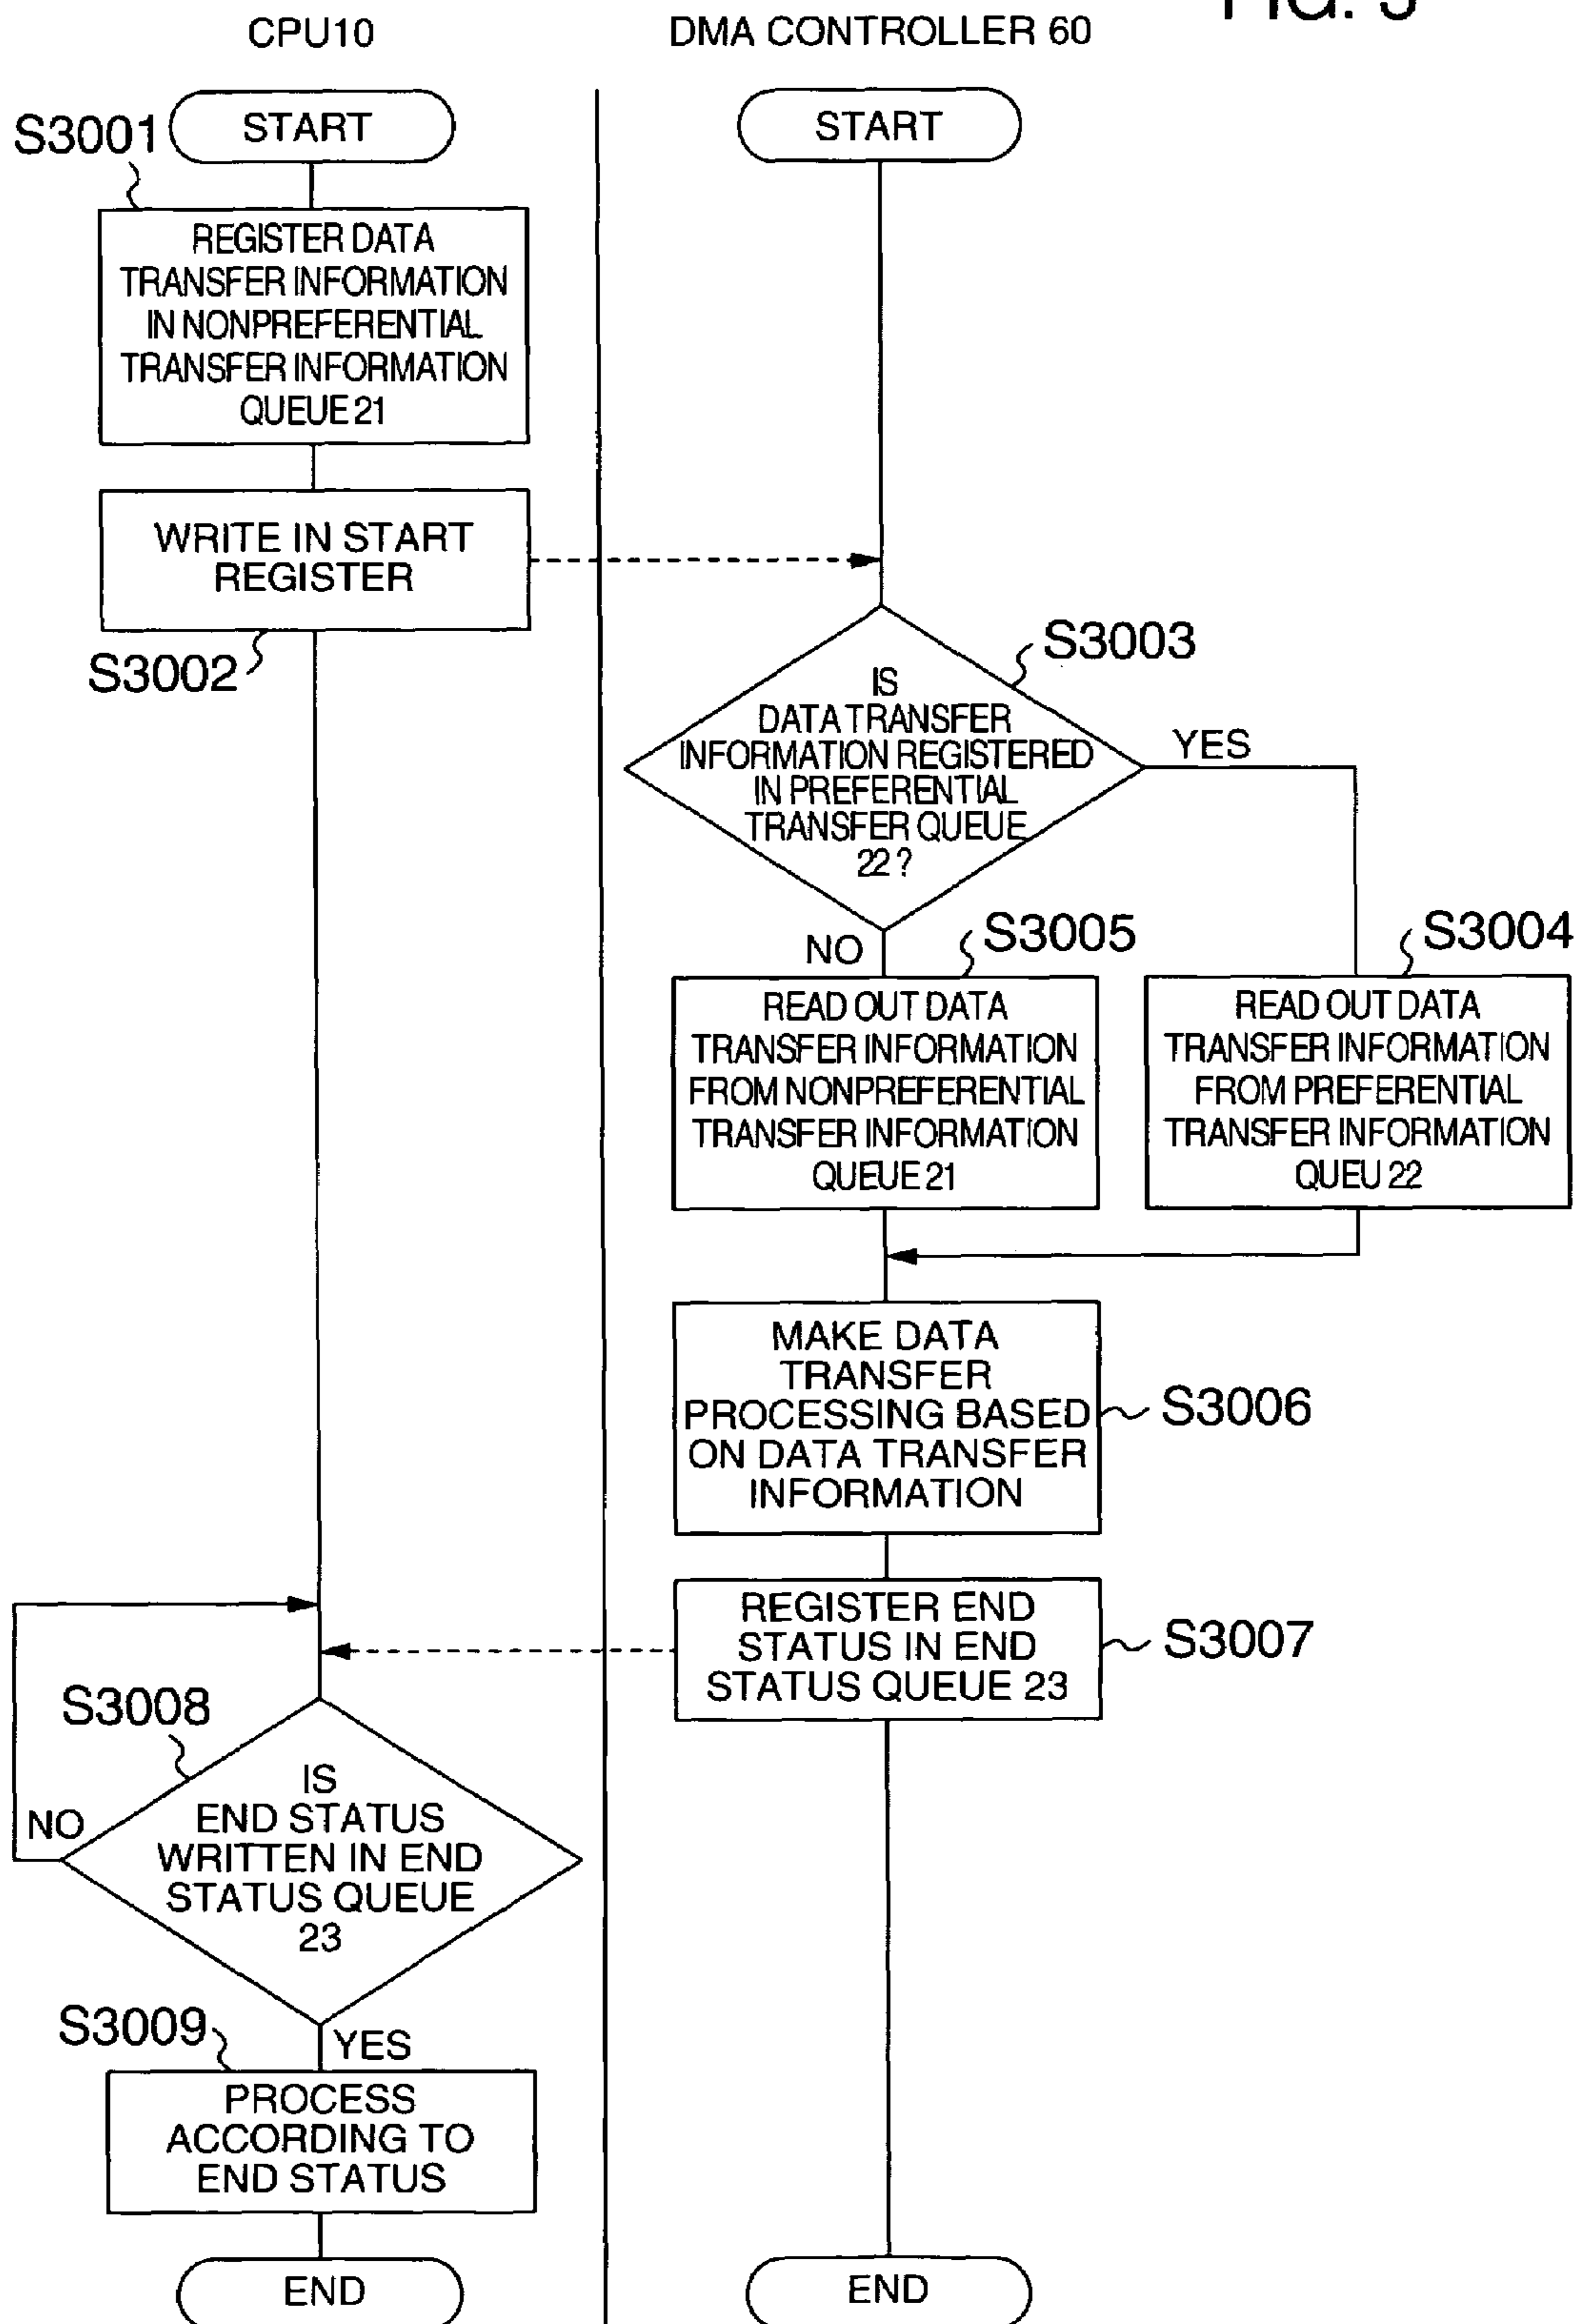 FIG. 3
CPU10
DMA CONTROLLER 60
START
START
S3001
REGISTER DATA
TRANSFER INFORMATION
IN NONPREFERENTIAL
TRANSFER INFORMATION
QUEUE 21
WRITE IN START
REGISTER
S3002
S3003
IS
DATA TRANSFER
INFORMATION REGISTERED
IN PREFERENTIAL
TRANSFER QUEUE
22 ?
YES
NO
S3005
S3004
READ OUT DATA
TRANSFER INFORMATION
FROM NONPREFERENTIAL
TRANSFER INFORMATION
QUEUE 21
READ OUT DATA
TRANSFER INFORMATION
FROM PREFERENTIAL
TRANSFER INFORMATION
QUEU 22
MAKE DATA
TRANSFER
PROCESSING BASED
ON DATA TRANSFER
INFORMATION
S3006
REGISTER END
STATUS IN END
STATUS QUEUE 23
S3007
S3008
IS
END STATUS
WRITTEN IN END
STATUS QUEUE
23
NO
YES
S3009
PROCESS
ACCORDING TO
END STATUS
END
END